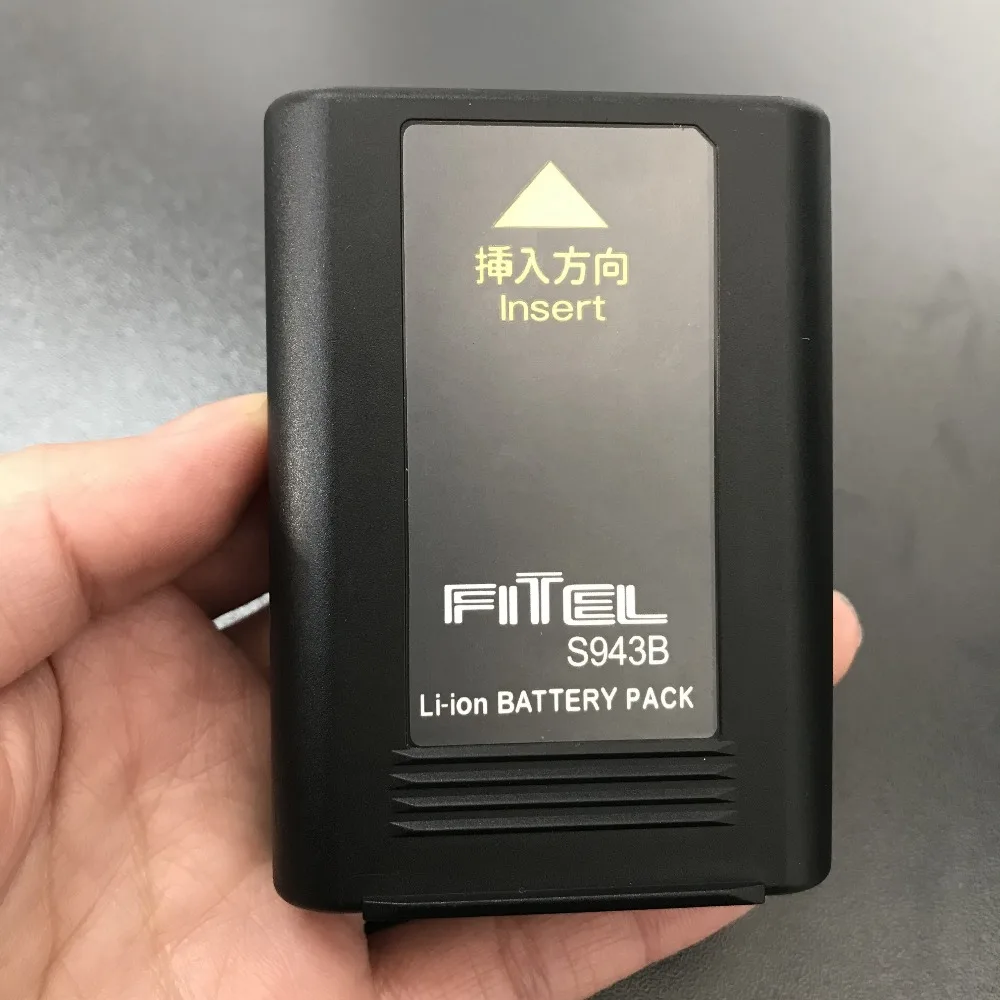 挿入方向
Insert
FITEL
S943B
Li-ion BATTERY PACK